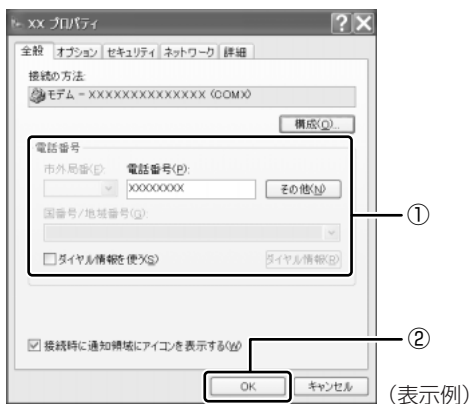 xx プロパティ
全般 オプション セキュリティ ネットワーク 詳細
接続の方法:
モデム - XXXXXXXXXXXXXX (COMX)
構成(O)...
電話番号
市外局番(E): 電話番号(P):
XXXXXXXX その他(N)
国番号/地域番号(G):
ダイヤル情報を使う(S) ダイヤル情報(R)
①
接続時に通知領域にアイコンを表示する(W)
②
OK キャンセル
(表示例)